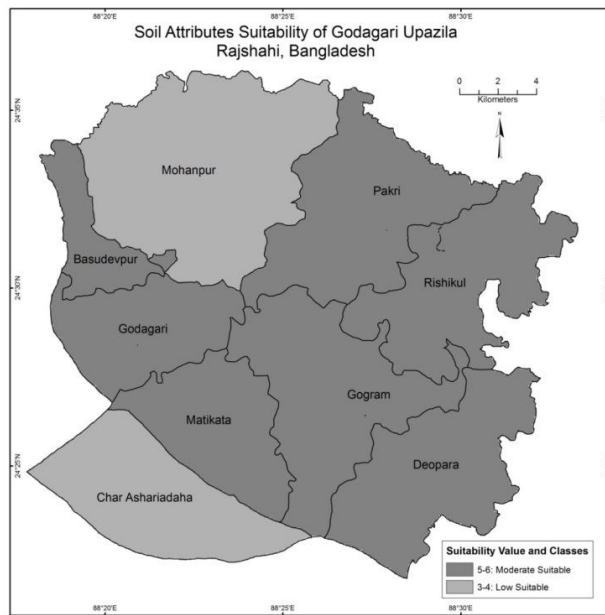 88°20'E
88°25'E
88°30'E
Soil Attributes Suitability of Godagari Upazila
Rajshahi, Bangladesh
0 2 4
Kilometers
N
24°35'N
Mohanpur
Pakri
Basudevpur
Rishikul
24°30'N
Godagari
Gogram
Matikata
Deopara
24°25'N
Char Ashariadaha
Suitability Value and Classes
5-6: Moderate Suitable
3-4: Low Suitable
88°20'E
88°25'E
88°30'E